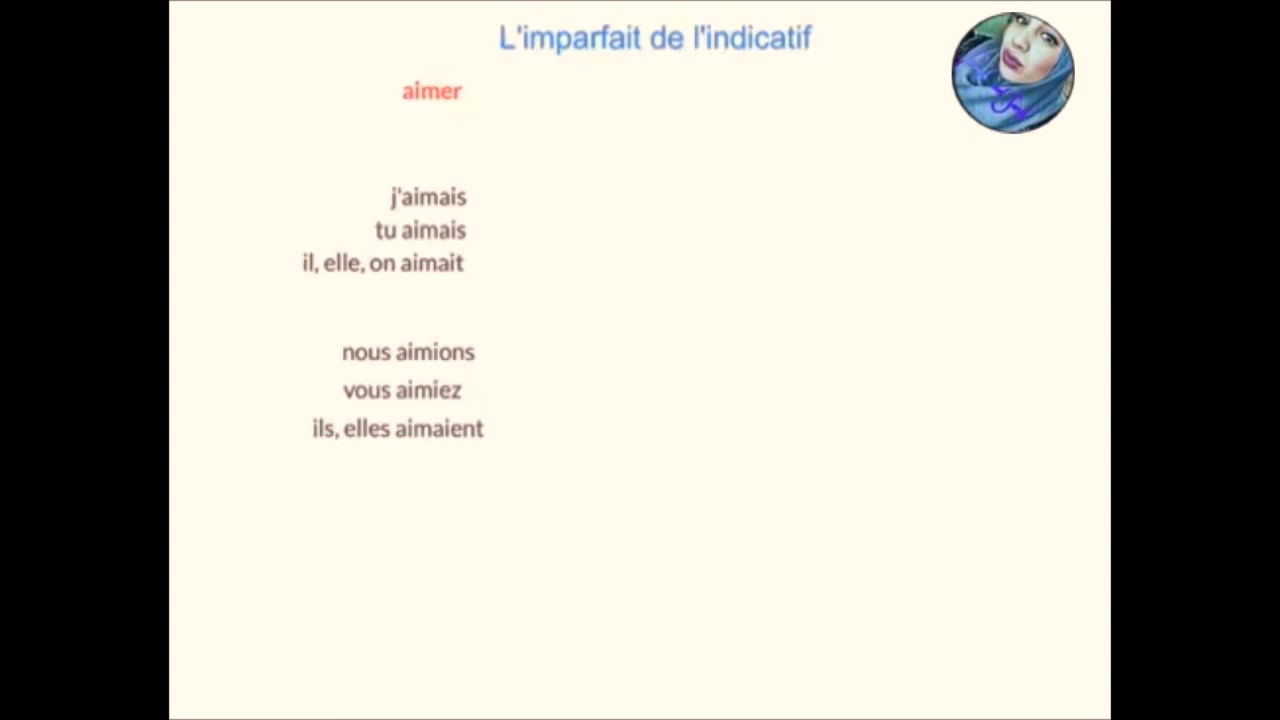 L'imparfait de l'indicatif
aimer
j'aimais
tu aimais
il, elle, on aimait
nous aimions
vous aimiez
ils, elles aimaient